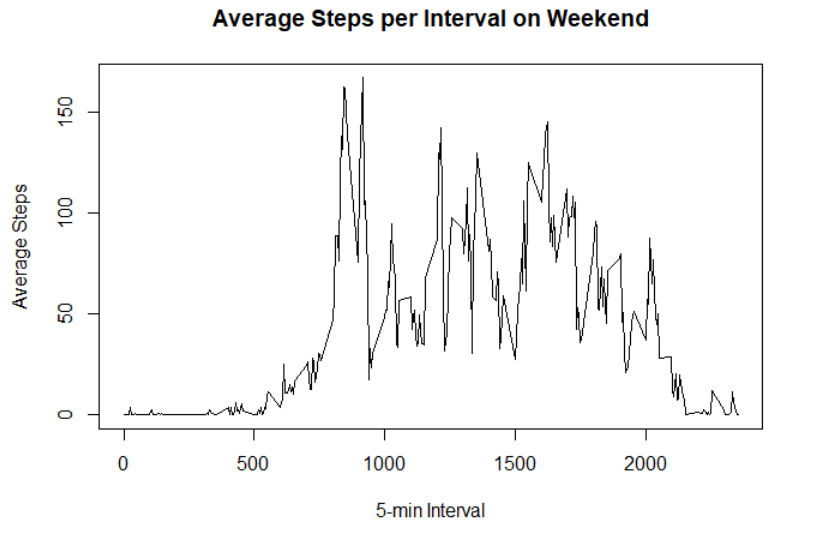 Average Steps per Interval on Weekend
Average Steps
150
100
50
0
0 500 1000 1500 2000
5-min Interval